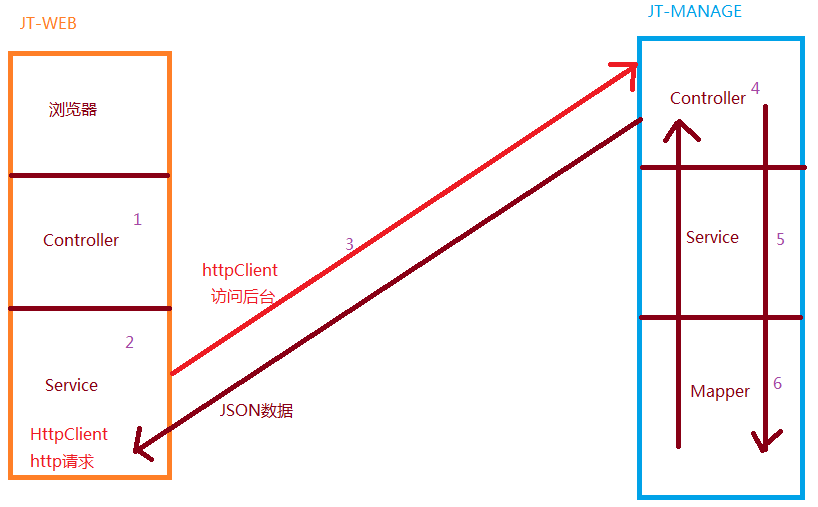 JT-WEB
浏览器
Controller
1
2
Service
HttpClient
http请求
3
httpClient
访问后台
JSON数据
JT-MANAGE
Controller
4
Service
5
Mapper
6